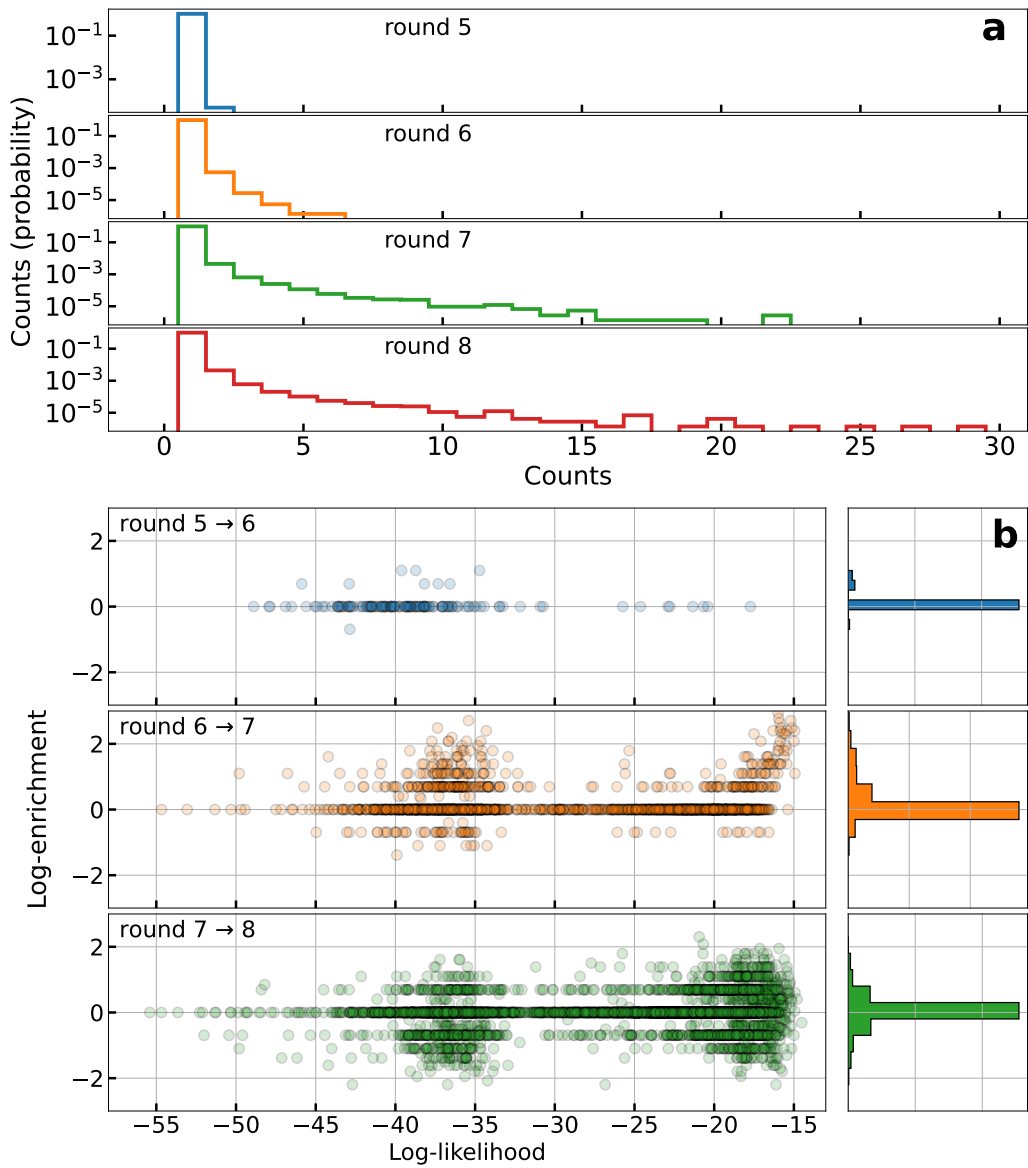 a
round 5
10⁻¹
10⁻³
round 6
10⁻¹
10⁻³
10⁻⁵
round 7
10⁻¹
10⁻³
10⁻⁵
round 8
10⁻¹
10⁻³
10⁻⁵
Counts (probability)
0 5 10 15 20 25 30
Counts
b
round 5 → 6
2
0
−2
round 6 → 7
2
0
−2
round 7 → 8
2
0
−2
Log-enrichment
−55 −50 −45 −40 −35 −30 −25 −20 −15
Log-likelihood